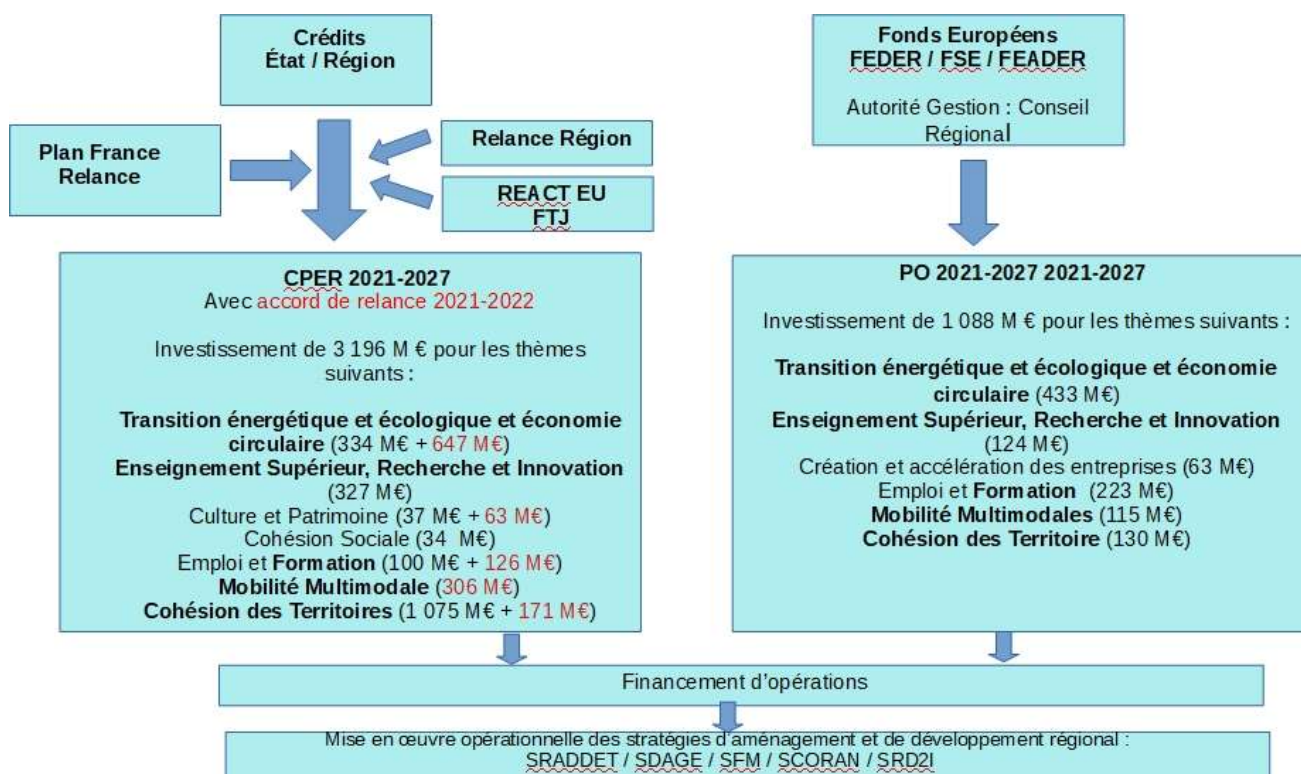 Crédits
État / Région
Fonds Européens
FEDER / FSE / FEADER
Autorité Gestion : Conseil
Régional
Plan France
Relance
Relance Région
REACT EU
FTJ
CPER 2021-2027
Avec accord de relance 2021-2022
Investissement de 3 196 M € pour les thèmes
suivants :
Transition énergétique et écologique et économie
circulaire (334 M€ + 647 M€)
Enseignement Supérieur, Recherche et Innovation
(327 M€)
Culture et Patrimoine (37 M€ + 63 M€)
Cohésion Sociale (34 M€)
Emploi et Formation (100 M€ + 126 M€)
Mobilité Multimodale (306 M€)
Cohésion des Territoires (1 075 M€ + 171 M€)
PO 2021-2027 2021-2027
Investissement de 1 088 M € pour les thèmes suivants :
Transition énergétique et écologique et économie
circulaire (433 M€)
Enseignement Supérieur, Recherche et Innovation
(124 M€)
Création et accélération des entreprises (63 M€)
Emploi et Formation (223 M€)
Mobilité Multimodales (115 M€)
Cohésion des Territoire (130 M€)
Financement d'opérations
Mise en œuvre opérationnelle des stratégies d'aménagement et de développement régional :
SRADDET / SDAGE / SFM / SCORAN / SRD2I